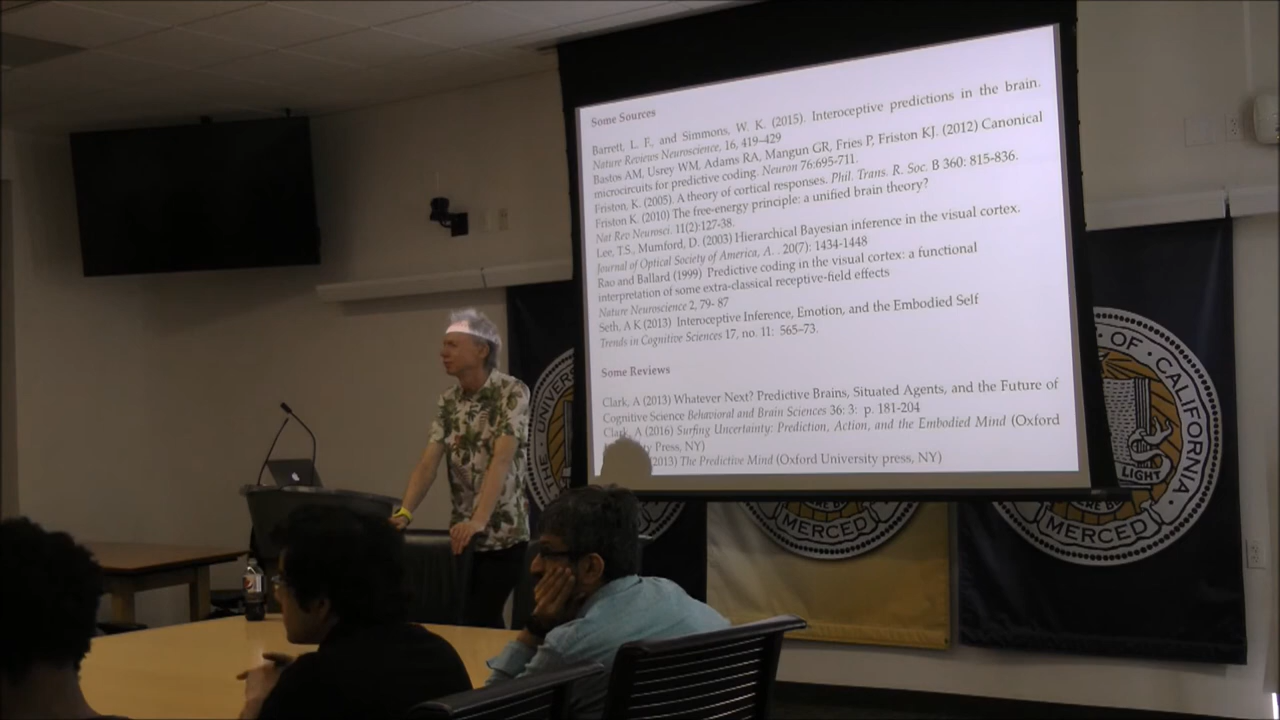 Some Sources
Barrett, L. F., and Simmons, W. K. (2015). Interoceptive predictions in the brain.
Nature Reviews Neuroscience, 16, 419–429
Bastos AM, Usrey WM, Adams RA, Mangun GR, Fries P, Friston KJ. (2012) Canonical
microcircuits for predictive coding. Neuron 76:695-711.
Friston, K. (2005). A theory of cortical responses. Phil. Trans. R. Soc. B 360: 815-836.
Friston K. (2010) The free-energy principle: a unified brain theory?
Nat Rev Neurosci. 11(2):127-38.
Lee, T.S., Mumford, D. (2003) Hierarchical Bayesian inference in the visual cortex.
Journal of Optical Society of America, A. . 20(7): 1434-1448
Rao and Ballard (1999) Predictive coding in the visual cortex: a functional
interpretation of some extra-classical receptive-field effects
Nature Neuroscience 2, 79- 87
Seth, A K (2013) Interoceptive Inference, Emotion, and the Embodied Self
Trends in Cognitive Sciences 17, no. 11: 565–73.
Some Reviews
Clark, A (2013) Whatever Next? Predictive Brains, Situated Agents, and the Future of
Cognitive Science Behavioral and Brain Sciences 36: 3: p. 181-204
Clark, A (2016) Surfing Uncertainty: Prediction, Action, and the Embodied Mind (Oxford
Press, NY)
(2013) The Predictive Mind (Oxford University press, NY)
THE UNIVER
MERCED
OF CALIFORNIA
LIGHT
MERCED